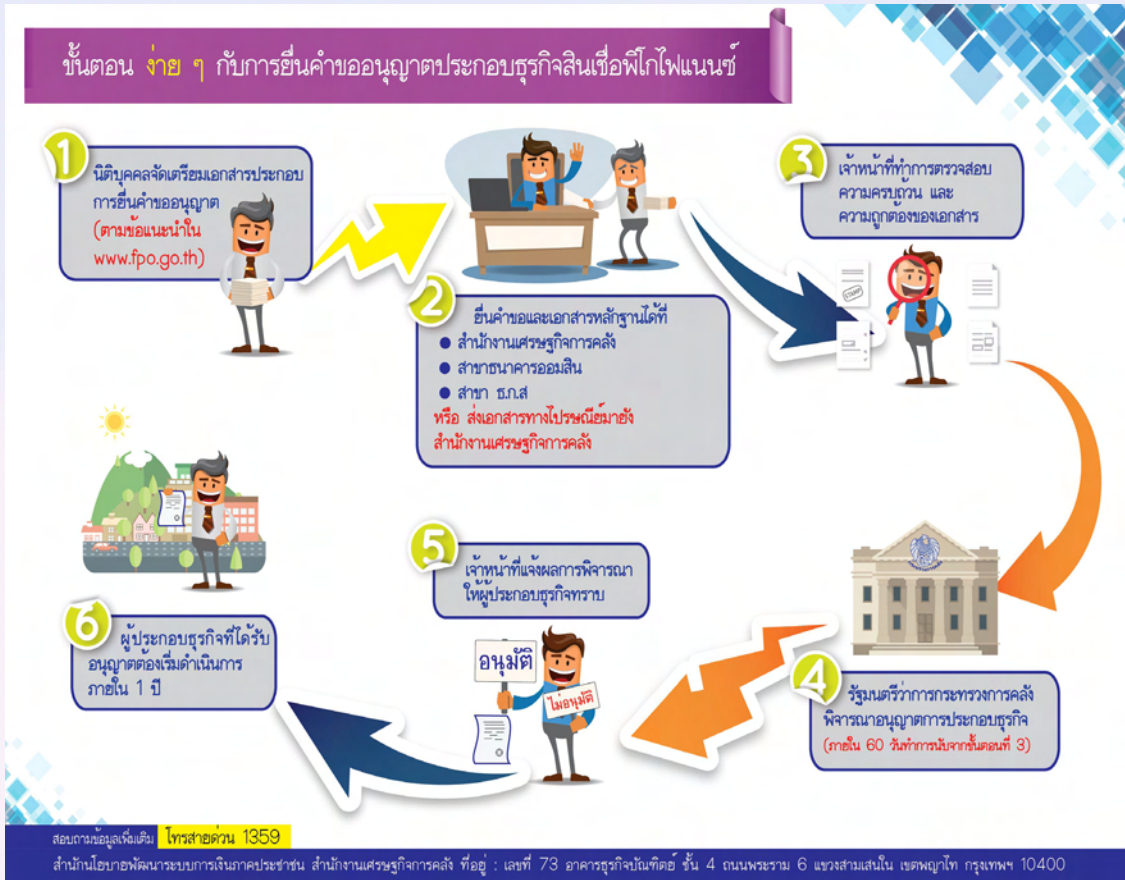 ขั้นตอน ง่าย ๆ กับการยื่นคำขออนุญาตประกอบธุรกิจสินเชื่อพิโกไฟแนนซ์
1
นิติบุคคลจัดเตรียมเอกสารประกอบ
การยื่นคำขออนุญาต
(ตามข้อแนะนำใน
www.fpo.go.th)
2
ยื่นคำขอและเอกสารหลักฐานได้ที่
● สำนักงานเศรษฐกิจการคลัง
● สาขาธนาคารออมสิน
● สาขา ธ.ก.ส
หรือ ส่งเอกสารทางไปรษณีย์มายัง
สำนักงานเศรษฐกิจการคลัง
3
เจ้าหน้าที่ทำการตรวจสอบ
ความครบถ้วน และ
ความถูกต้องของเอกสาร
STAMP
4
รัฐมนตรีว่าการกระทรวงการคลัง
พิจารณาอนุญาตการประกอบธุรกิจ
(ภายใน 60 วันทำการนับจากขั้นตอนที่ 3)
5
เจ้าหน้าที่แจ้งผลการพิจารณา
ให้ผู้ประกอบธุรกิจทราบ
อนุมัติ
ไม่อนุมัติ
6
ผู้ประกอบธุรกิจที่ได้รับ
อนุญาตต้องเริ่มดำเนินการ
ภายใน 1 ปี
สอบถามข้อมูลเพิ่มเติม โทรสายด่วน 1359
สำนักนโยบายพัฒนาระบบการเงินภาคประชาชน สำนักงานเศรษฐกิจการคลัง ที่อยู่ : เลขที่ 73 อาคารธุรกิจบัณฑิตย์ ชั้น 4 ถนนพระราม 6 แขวงสามเสนใน เขตพญาไท กรุงเทพฯ 10400